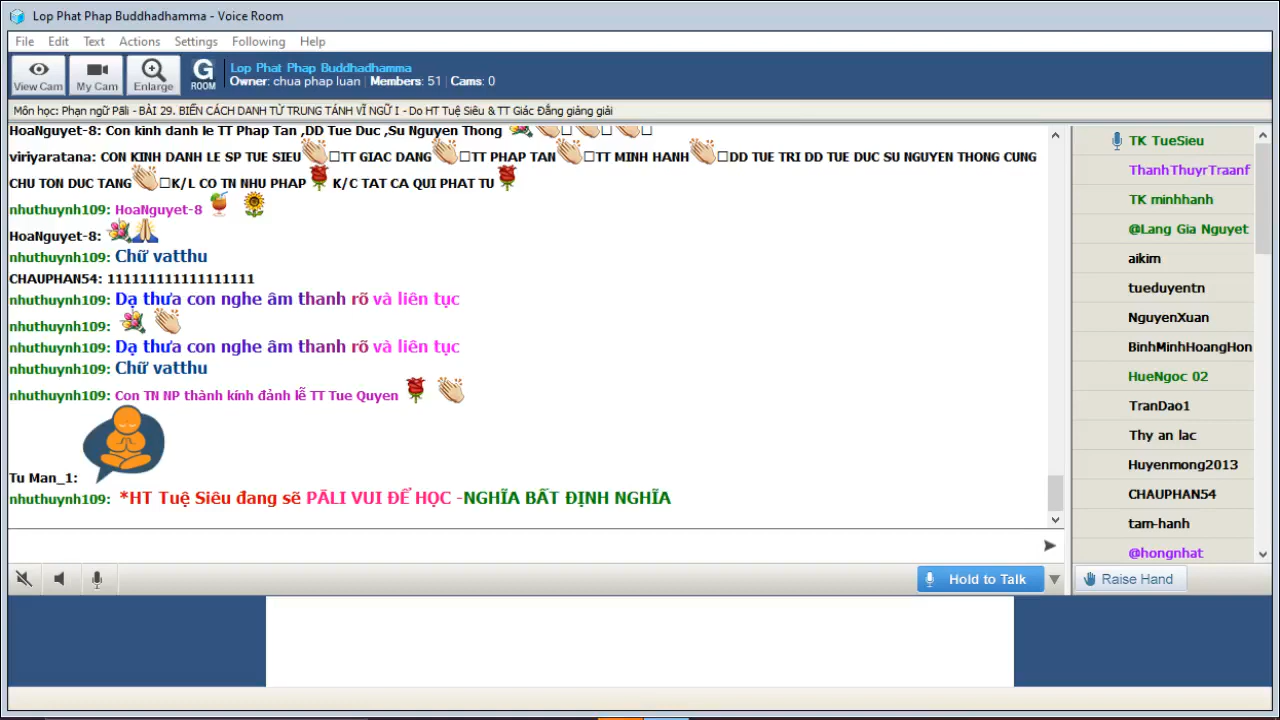 Lop Phat Phap Buddhadhamma - Voice Room
File Edit Text Actions Settings Following Help
View Cam My Cam Enlarge G ROOM
Lop Phat Phap Buddhadhamma
Owner: chua phap luan Members: 51 Cams: 0
Môn học: Phạn ngữ Pāli - BÀI 29. BIẾN CÁCH DANH TỪ TRUNG TÁNH VĨ NGỮ I - Do HT Tuệ Siêu & TT Giác Đẳng giảng giải
HoaNguyet-8: Con kinh danh le TT Phap Tan ,DD Tue Duc ,Su Nguyen Thong
viriyaratana: CON KINH DANH LE SP TUE SIEU TT GIAC DANG TT PHAP TAN TT MINH HANH DD TUE TRI DD TUE DUC SU NGUYEN THONG CUNG
CHU TON DUC TANG K/L CO TN NHU PHAP K/C TAT CA QUI PHAT TU
nhuthuynh109: HoaNguyet-8
HoaNguyet-8:
nhuthuynh109: Chữ vatthu
CHAUPHAN54: 111111111111111111
nhuthuynh109: Dạ thưa con nghe âm thanh rõ và liên tục
nhuthuynh109:
nhuthuynh109: Dạ thưa con nghe âm thanh rõ và liên tục
nhuthuynh109: Chữ vatthu
nhuthuynh109: Con TN NP thành kính đảnh lễ TT Tue Quyen
Tu Man_1:
nhuthuynh109: *HT Tuệ Siêu đang sẽ PĀLI VUI ĐỂ HỌC -NGHĨA BẤT ĐỊNH NGHĨA
Hold to Talk
TK TueSieu
ThanhThuyrTraanf
TK minhhanh
@Lang Gia Nguyet
aikim
tueduyentn
NguyenXuan
BinhMinhHoangHon
HueNgoc 02
TranDao1
Thy an lac
Huyenmong2013
CHAUPHAN54
tam-hanh
@hongnhat
Raise Hand